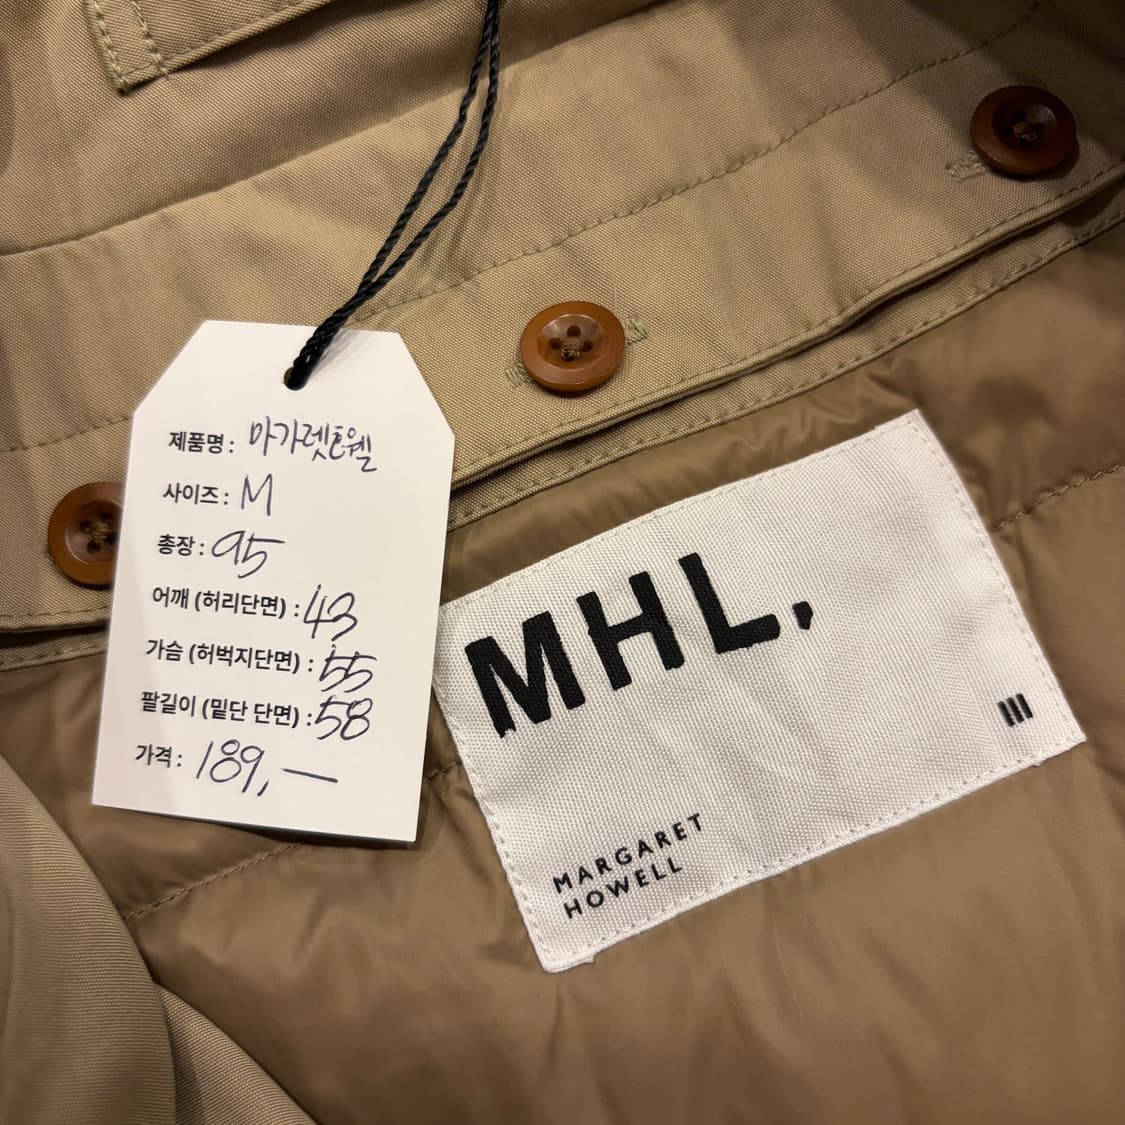 제품명 : 마가렛호웰
사이즈 : M
총장 : 95
어깨 (허리단면) : 43
가슴 (허벅지단면) : 55
팔길이 (밑단 단면) : 58
가격 : 189,—
MHL.
III
MARGARET
HOWELL